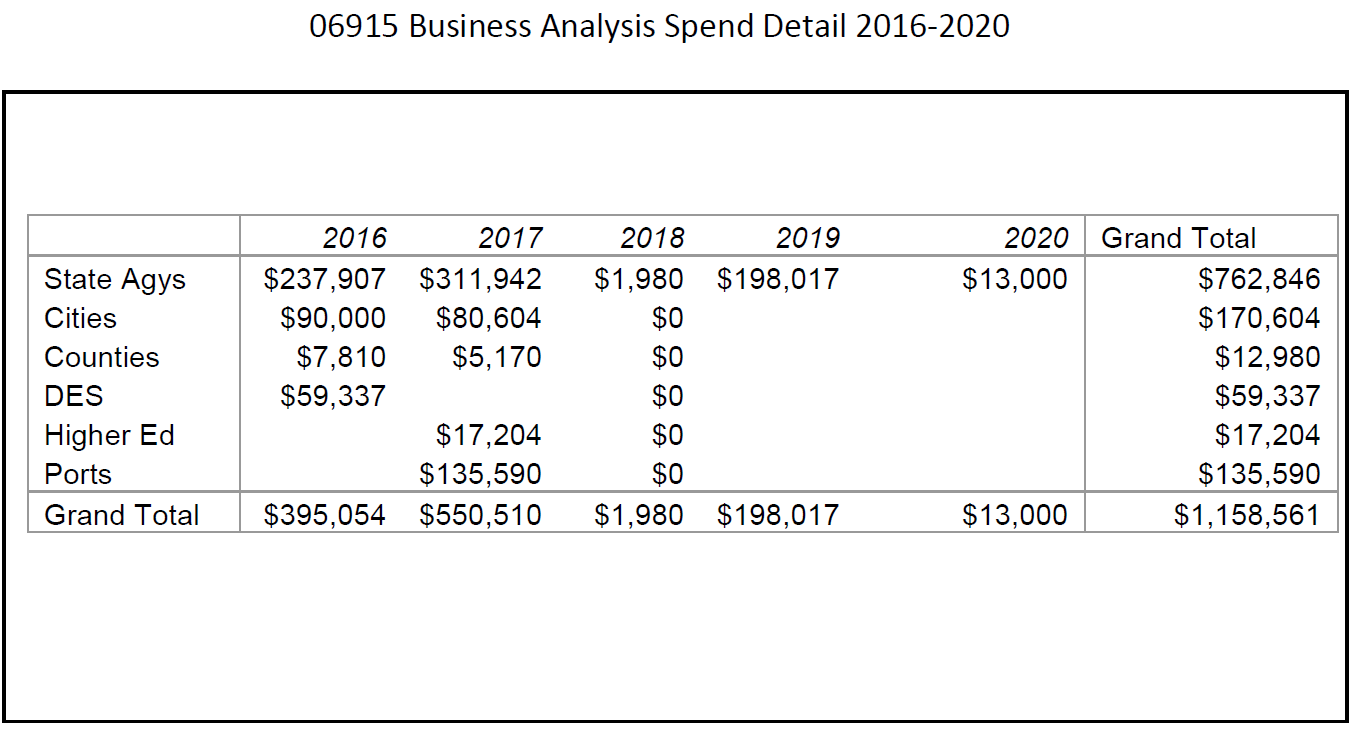 06915 Business Analysis Spend Detail 2016-2020
2016 2017 2018 2019 2020 Grand Total
State Agys $237,907 $311,942 $1,980 $198,017 $13,000 $762,846
Cities $90,000 $80,604 $0 $170,604
Counties $7,810 $5,170 $0 $12,980
DES $59,337 $0 $59,337
Higher Ed $17,204 $0 $17,204
Ports $135,590 $0 $135,590
Grand Total $395,054 $550,510 $1,980 $198,017 $13,000 $1,158,561